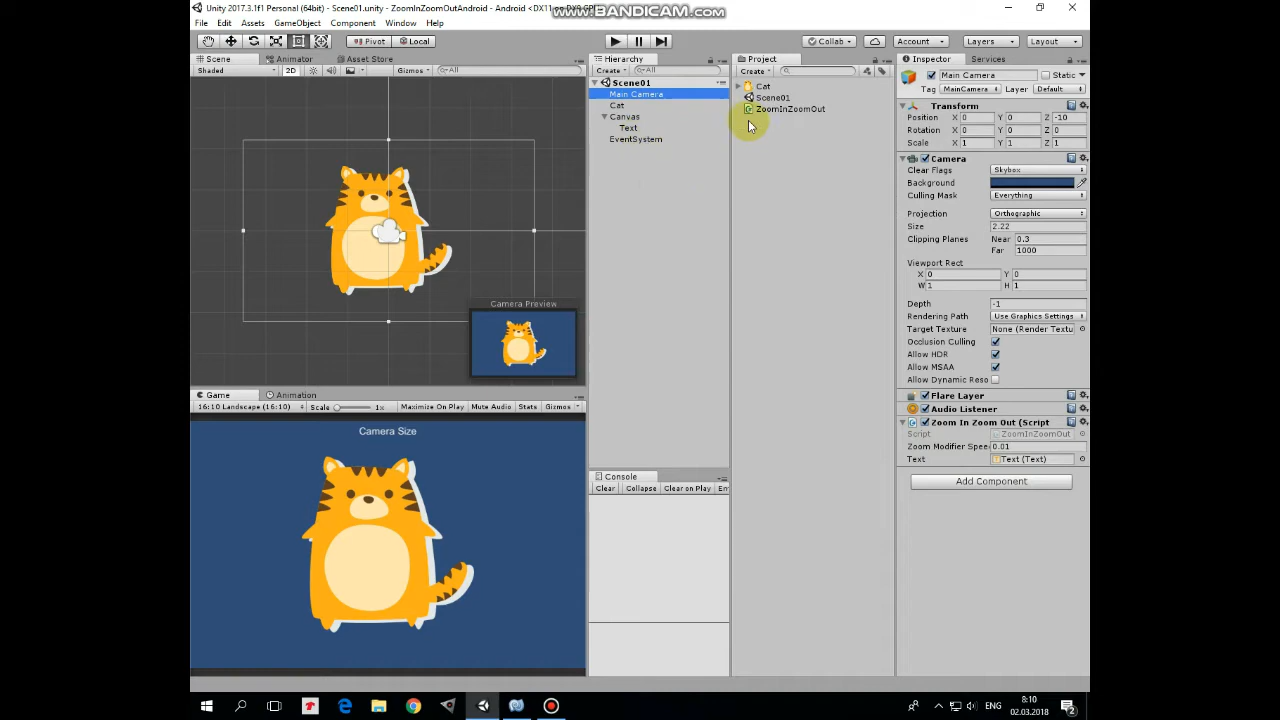 Unity 2017.3.1f1 Personal (64bit) - Scene01.unity - ZoomInZoomOutAndroid - Android <DX11 on DX9 GPU>
www.BANDICAM.com
File Edit Assets GameObject Component Window Help
Pivot Local Collab Account Layers Layout
Scene Animator Asset Store
Shaded 2D Gizmos All
Camera Preview
Game Animation
16:10 Landscape (16:10) Scale 1x Maximize On Play Mute Audio Stats Gizmos
Camera Size
Hierarchy
Create All
Scene01
Main Camera
Cat
Canvas
Text
EventSystem
Console
Clear Collapse Clear on Play
Project
Create
Cat
Scene01
ZoomInZoomOut
Inspector Services
Main Camera Static
Tag MainCamera Layer Default
Transform
Position X 0 Y 0 Z -10
Rotation X 0 Y 0 Z 0
Scale X 1 Y 1 Z 1
Camera
Clear Flags Skybox
Background
Culling Mask Everything
Projection Orthographic
Size 2.22
Clipping Planes Near 0.3
Far 1000
Viewport Rect
X 0 Y 0
W 1 H 1
Depth -1
Rendering Path Use Graphics Settings
Target Texture None (Render Textu
Occlusion Culling
Allow HDR
Allow MSAA
Allow Dynamic Reso
Flare Layer
Audio Listener
Zoom In Zoom Out (Script
Script ZoomInZoomOut
Zoom Modifier Spee 0.01
Text Text (Text)
Add Component
ENG
8:10
02.03.2018
2